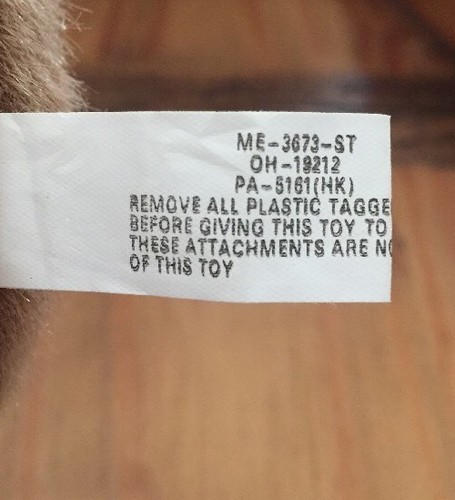 ME-3673-ST
OH-19212
PA-5161(HK)
REMOVE ALL PLASTIC TAGGE
BEFORE GIVING THIS TOY TO
THESE ATTACHMENTS ARE NO
OF THIS TOY